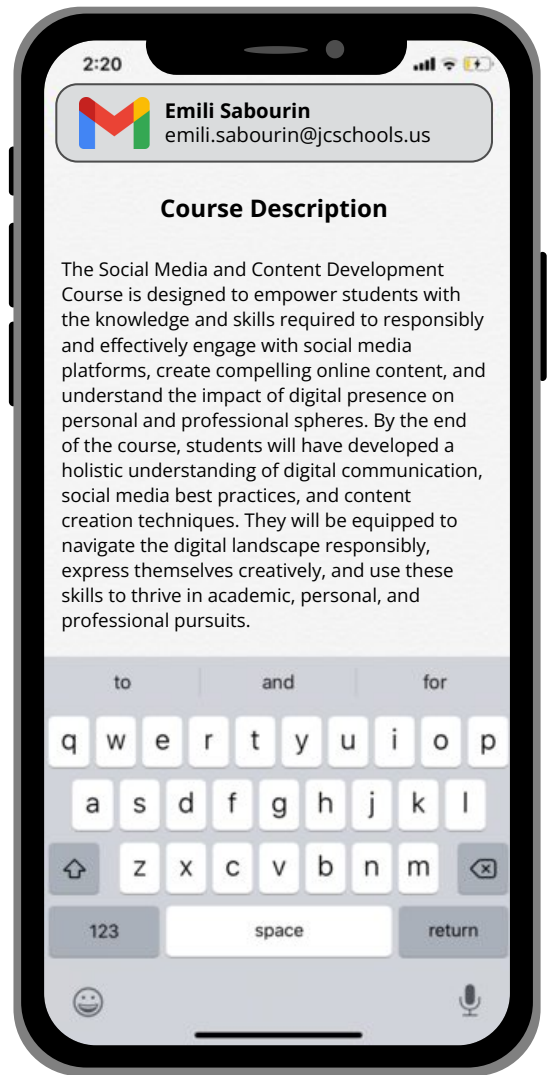 2:20
Emili Sabourin
emili.sabourin@jcschools.us
Course Description
The Social Media and Content Development
Course is designed to empower students with
the knowledge and skills required to responsibly
and effectively engage with social media
platforms, create compelling online content, and
understand the impact of digital presence on
personal and professional spheres. By the end
of the course, students will have developed a
holistic understanding of digital communication,
social media best practices, and content
creation techniques. They will be equipped to
navigate the digital landscape responsibly,
express themselves creatively, and use these
skills to thrive in academic, personal, and
professional pursuits.
to and for
q w e r t y u i o p
a s d f g h j k l
z x c v b n m
123 space return